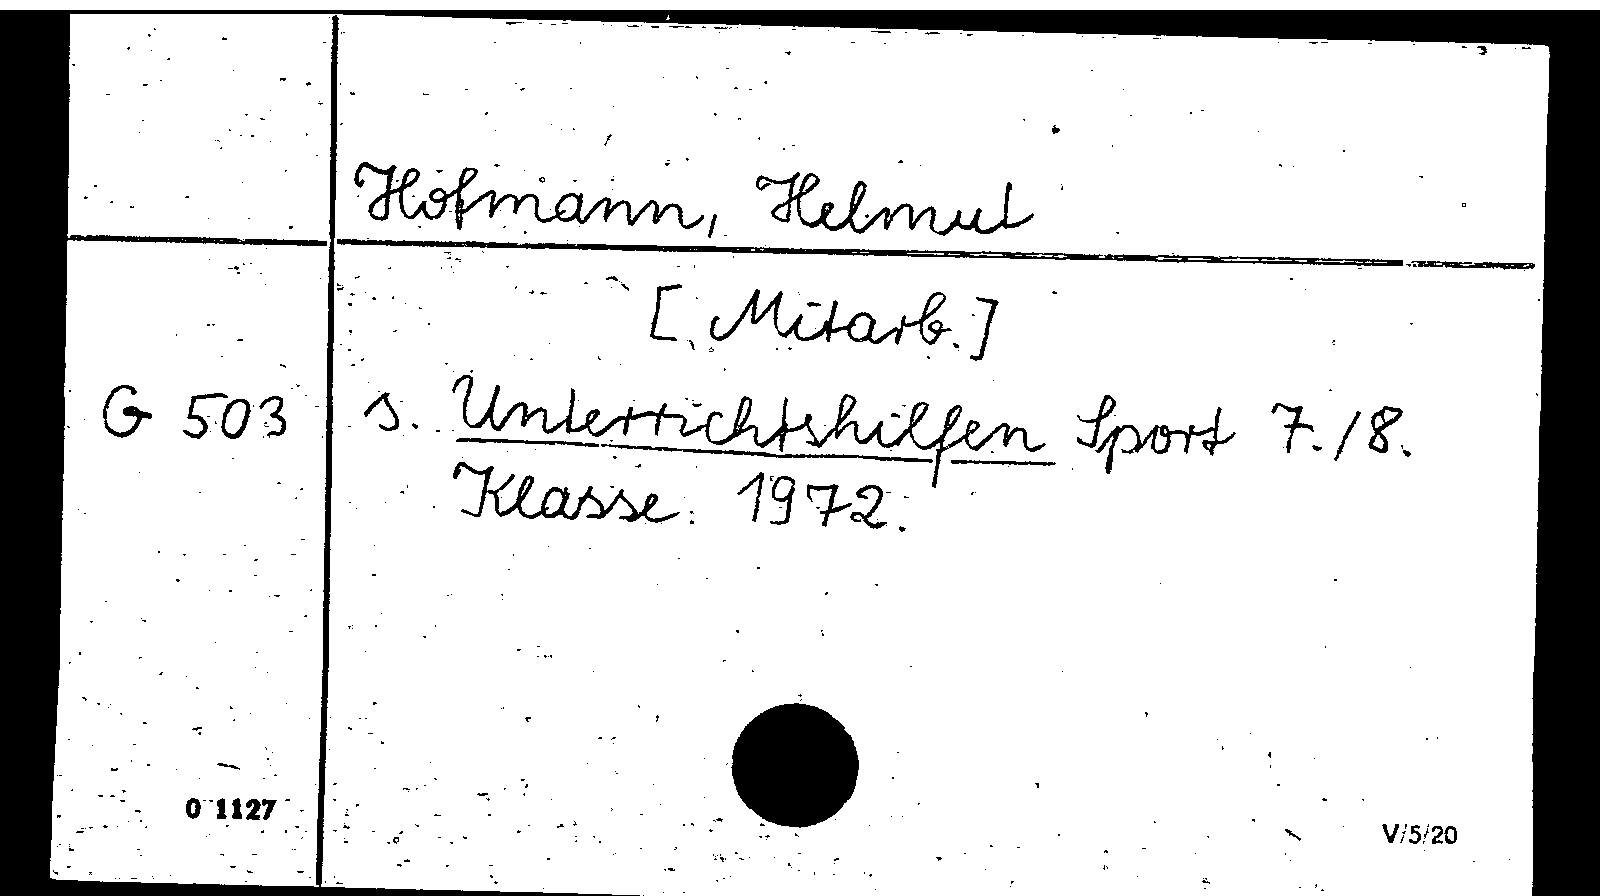 Hofmann, Helmut
[Mitarb.]
G 503 s. Unterrichtshilfen Sport 7./8.
Klasse. 1972.
0 1127
V/5/20